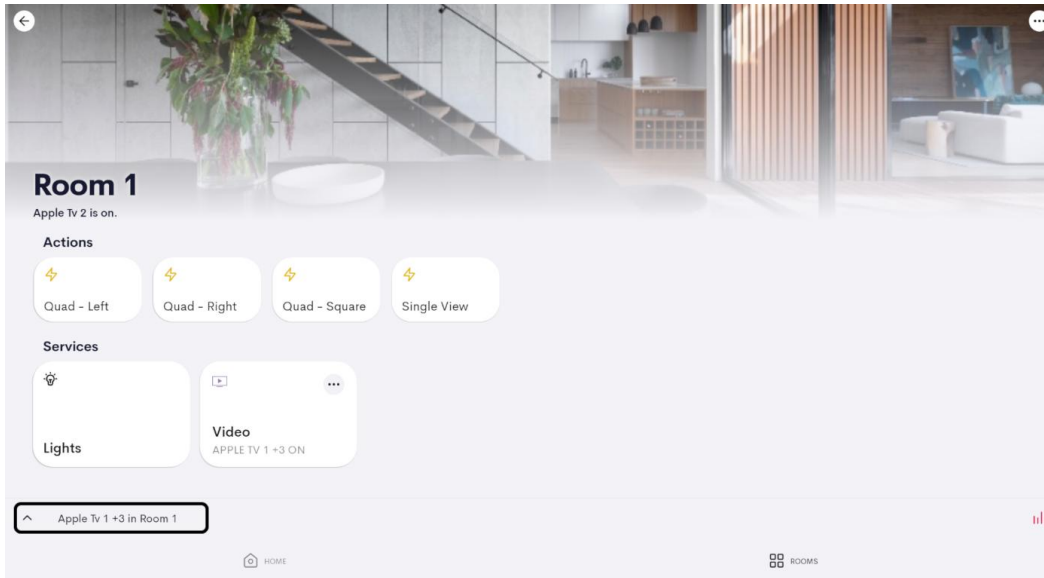 Room 1
Apple Tv 2 is on.
Actions
Quad - Left
Quad - Right
Quad - Square
Single View
Services
Lights
Video
APPLE TV 1 +3 ON
Apple Tv 1 +3 in Room 1
HOME
ROOMS